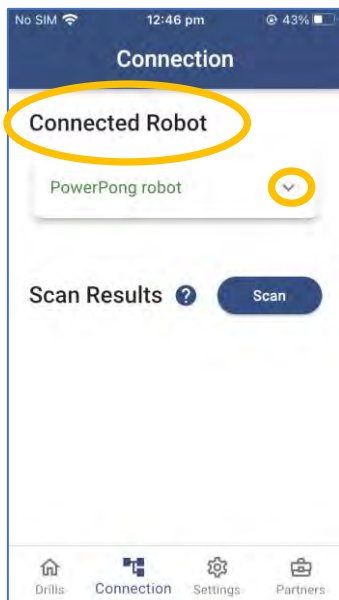 No SIM 12:46 pm 43%
Connection
Connected Robot
PowerPong robot
Scan Results ? Scan
Drills Connection Settings Partners